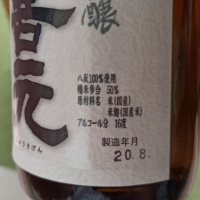 醸
元
八反100%使用
精米歩合 50%
原材料名 米(国産)
米麹(国産米)
アルコール分 16度
製造年月
20.8.